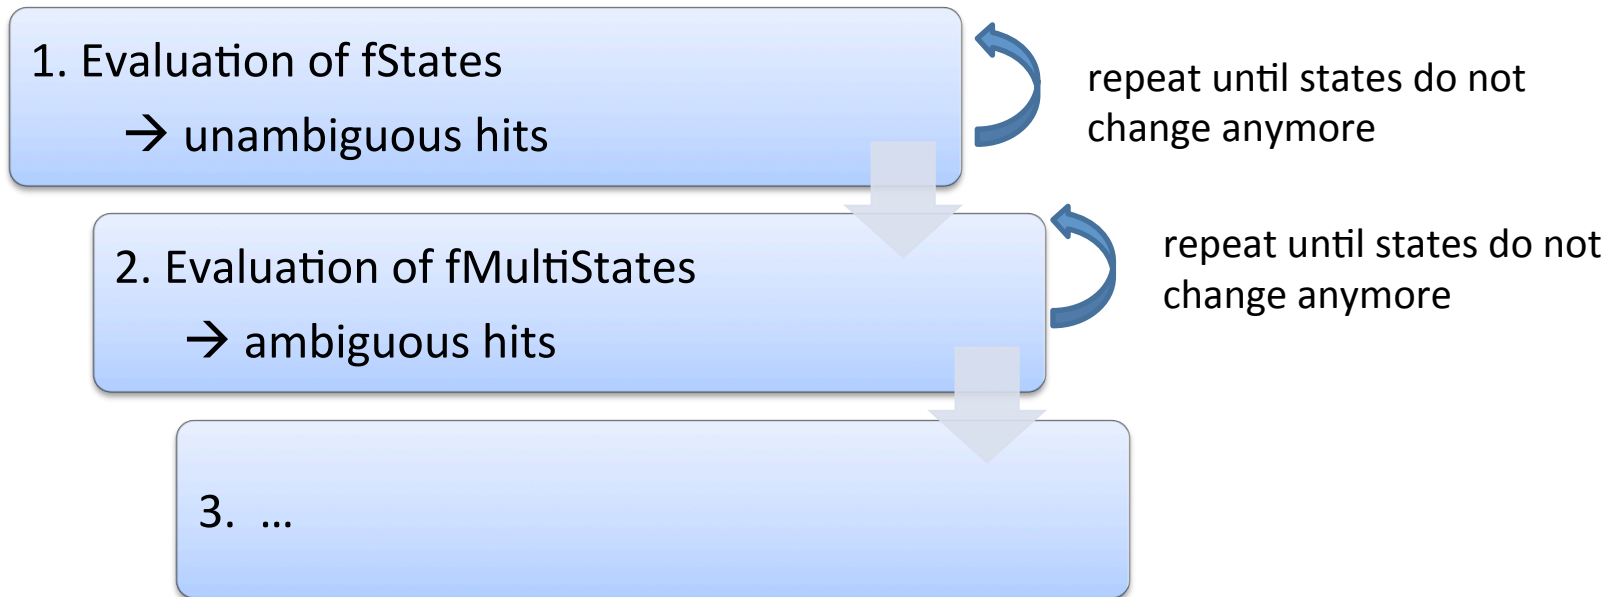 1. Evaluation of fStates
→ unambiguous hits
repeat until states do not
change anymore
2. Evaluation of fMultiStates
→ ambiguous hits
repeat until states do not
change anymore
3. ...